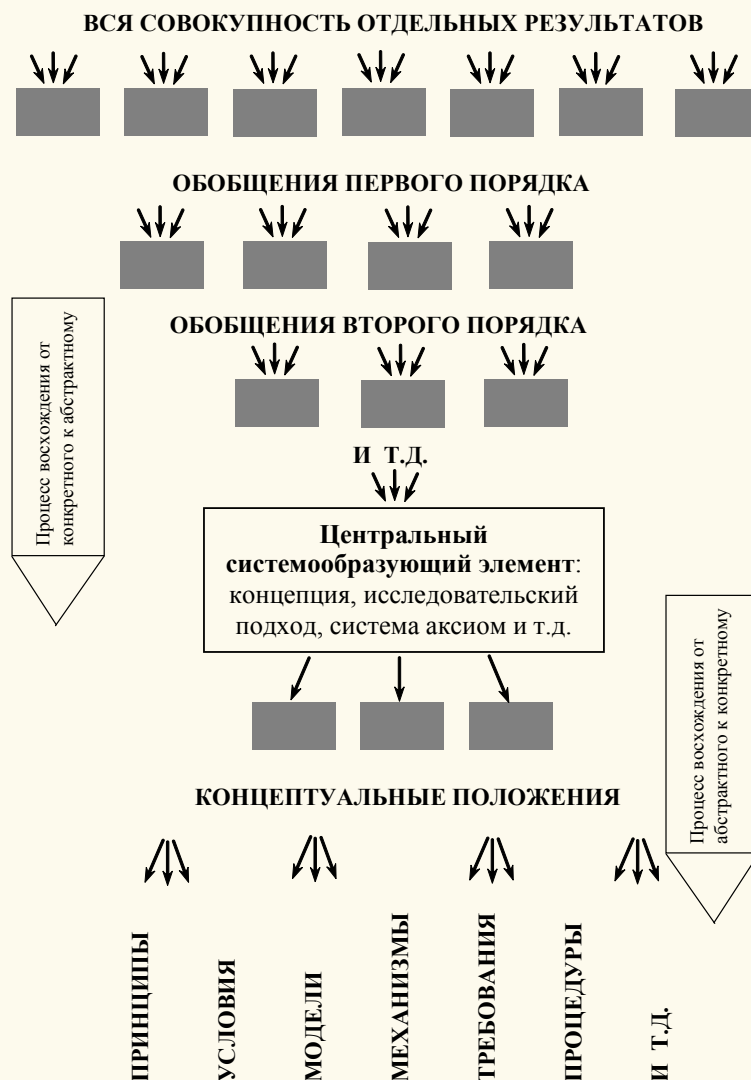 ВСЯ СОВОКУПНОСТЬ ОТДЕЛЬНЫХ РЕЗУЛЬТАТОВ
ОБОБЩЕНИЯ ПЕРВОГО ПОРЯДКА
ОБОБЩЕНИЯ ВТОРОГО ПОРЯДКА
Процесс восхождения от
конкретного к абстрактному
И Т.Д.
Центральный
системообразующий элемент:
концепция, исследовательский
подход, система аксиом и т.д.
Процесс восхождения от
абстрактного к конкретному
КОНЦЕПТУАЛЬНЫЕ ПОЛОЖЕНИЯ
ПРИНЦИПЫ
УСЛОВИЯ
МОДЕЛИ
МЕХАНИЗМЫ
ТРЕБОВАНИЯ
ПРОЦЕДУРЫ
И Т.Д.